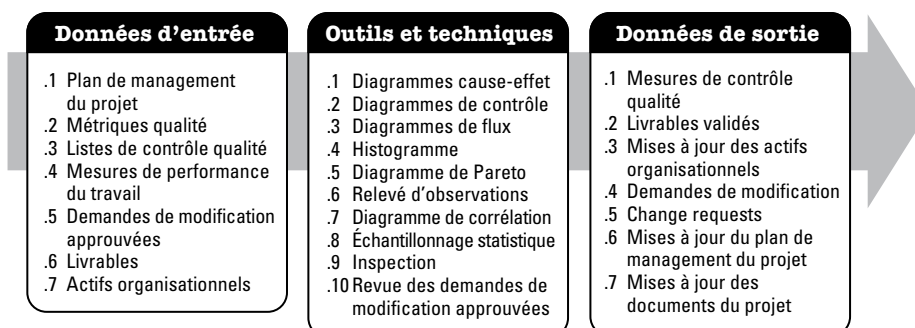 Données d'entrée
.1 Plan de management
du projet
.2 Métriques qualité
.3 Listes de contrôle qualité
.4 Mesures de performance
du travail
.5 Demandes de modification
approuvées
.6 Livrables
.7 Actifs organisationnels
Outils et techniques
.1 Diagrammes cause-effet
.2 Diagrammes de contrôle
.3 Diagrammes de flux
.4 Histogramme
.5 Diagramme de Pareto
.6 Relevé d'observations
.7 Diagramme de corrélation
.8 Échantillonnage statistique
.9 Inspection
.10 Revue des demandes de
modification approuvées
Données de sortie
.1 Mesures de contrôle
qualité
.2 Livrables validés
.3 Mises à jour des actifs
organisationnels
.4 Demandes de modification
.5 Change requests
.6 Mises à jour du plan de
management du projet
.7 Mises à jour des
documents du projet